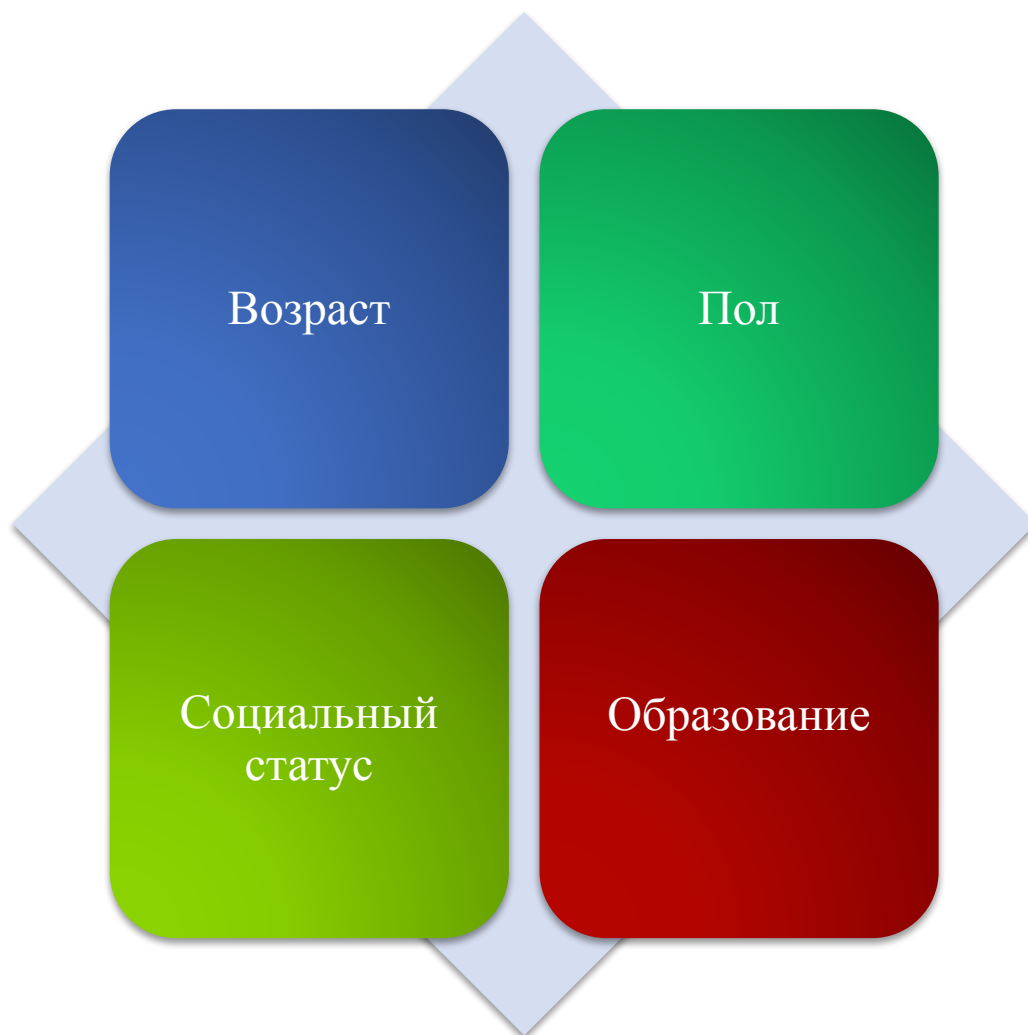 Возраст
Пол
Социальный
статус
Образование